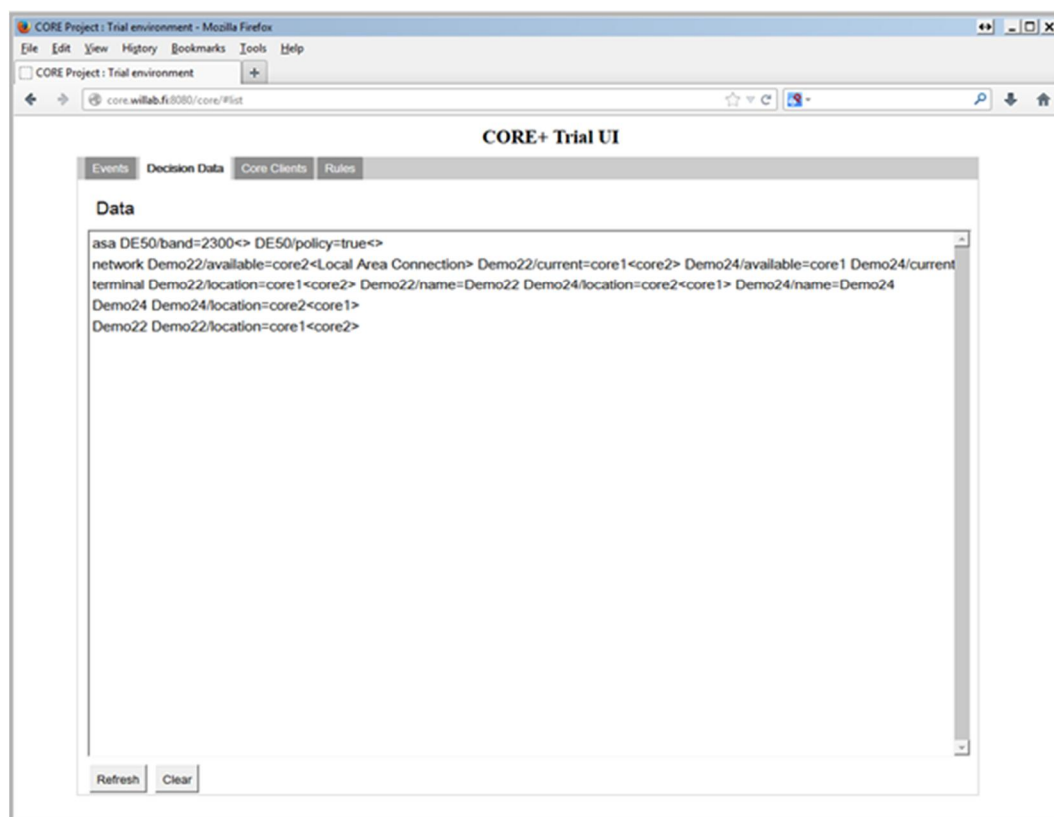 CORE Project : Trial environment - Mozilla Firefox
File Edit View History Bookmarks Tools Help
CORE Project : Trial environment +
core.willab.fi:8080/core/#list
CORE+ Trial UI
Events Decision Data Core Clients Rules
Data
asa DE50/band=2300<> DE50/policy=true<>
network Demo22/available=core2<Local Area Connection> Demo22/current=core1<core2> Demo24/available=core1 Demo24/current
terminal Demo22/location=core1<core2> Demo22/name=Demo22 Demo24/location=core2<core1> Demo24/name=Demo24
Demo24 Demo24/location=core2<core1>
Demo22 Demo22/location=core1<core2>
Refresh Clear